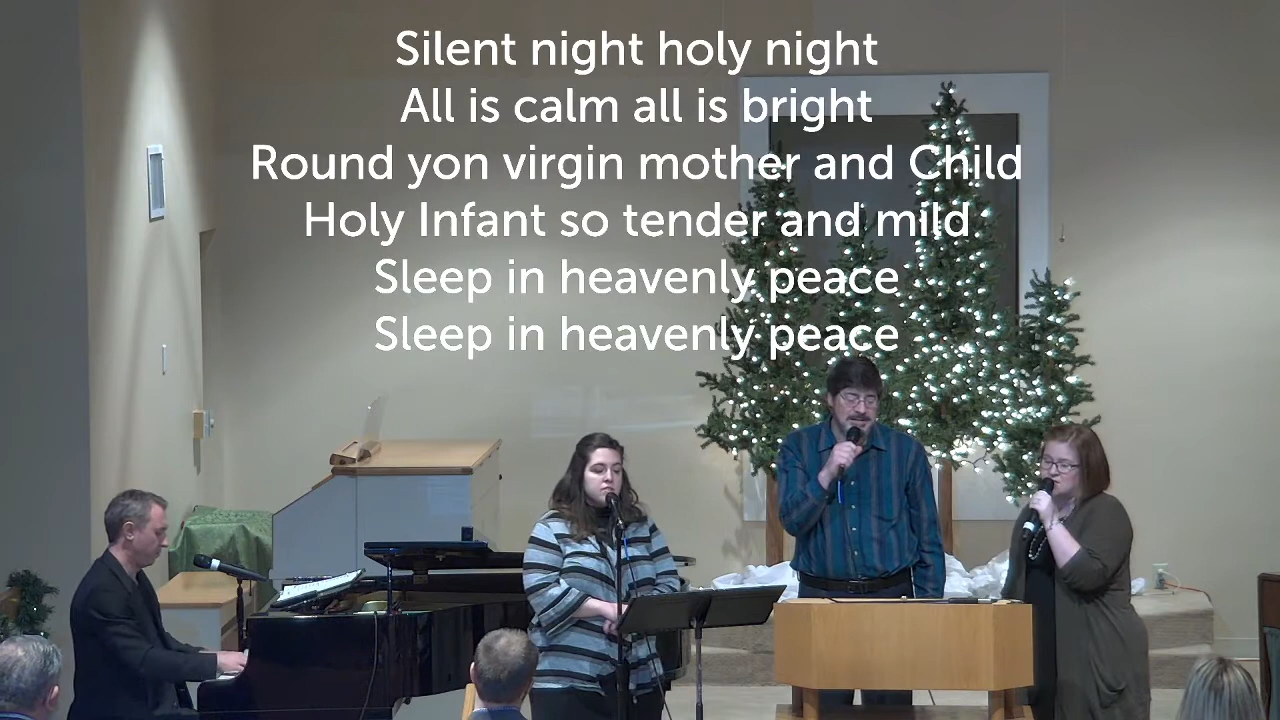 Silent night holy night
All is calm all is bright
Round yon virgin mother and Child
Holy Infant so tender and mild
Sleep in heavenly peace
Sleep in heavenly peace